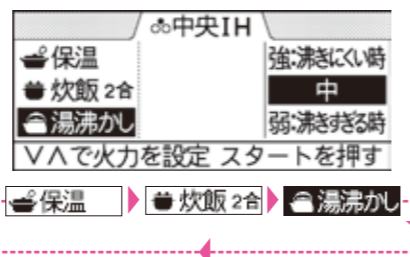 中央IH
保温
強:沸きにくい時
炊飯 2合
中
湯沸かし
弱:沸きすぎる時
∨∧で火力を設定 スタートを押す
保温 炊飯 2合 湯沸かし